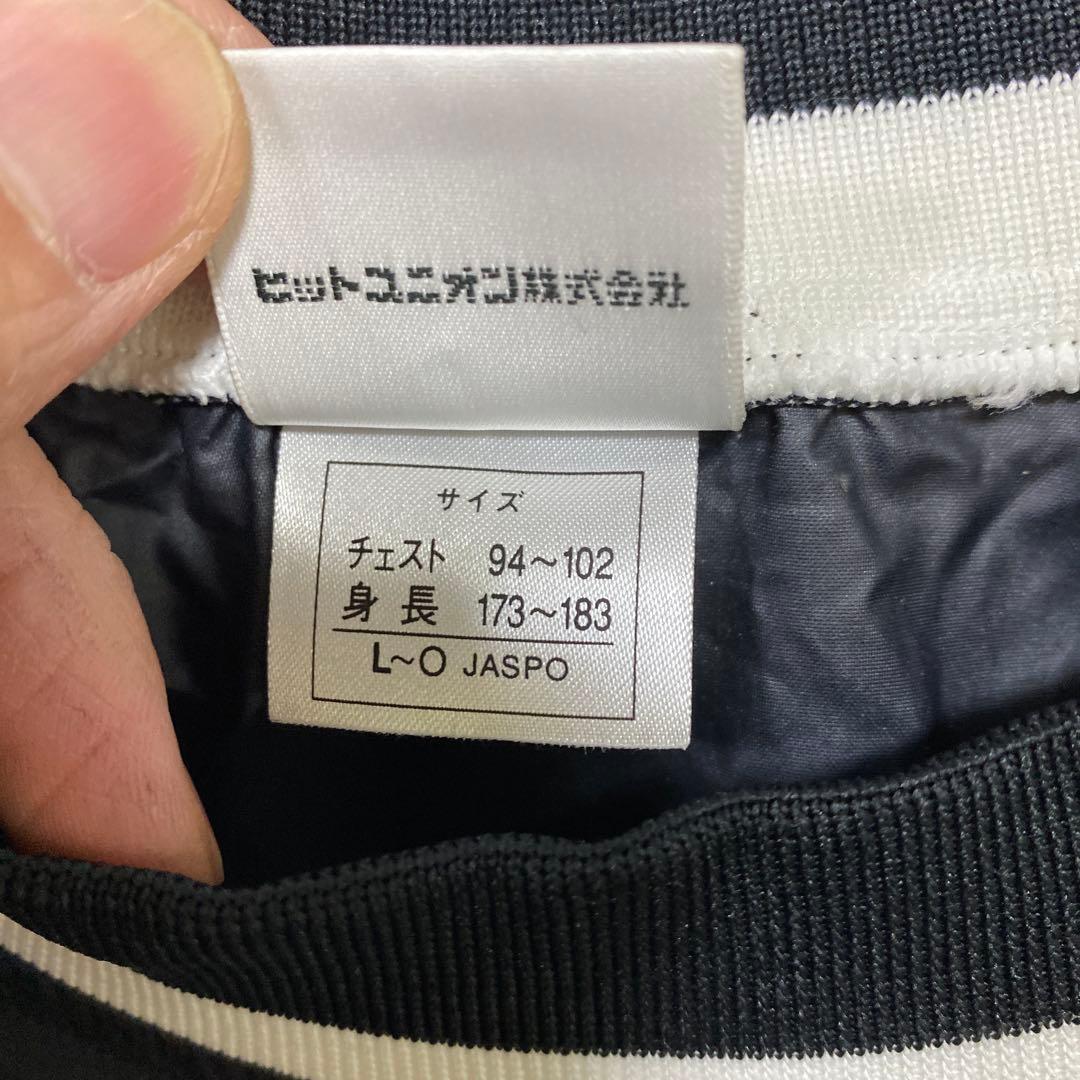 ヒットユニオン株式会社
サイズ
チェスト 94~102
身長 173~183
L~O JASPO